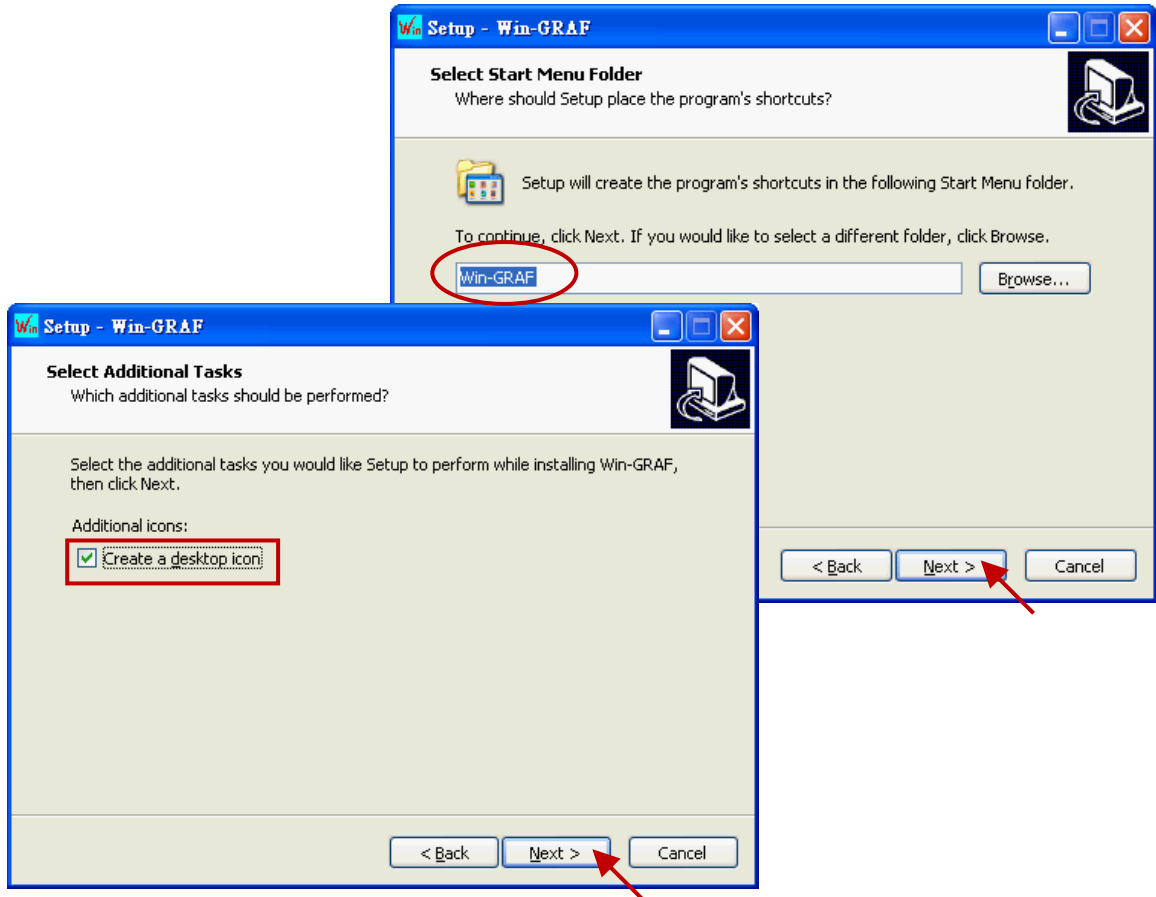 Win Setup - Win-GRAF
Select Start Menu Folder
Where should Setup place the program's shortcuts?
Setup will create the program's shortcuts in the following Start Menu folder.
To continue, click Next. If you would like to select a different folder, click Browse.
Win-GRAF
Browse...
< Back
Next >
Cancel
Win Setup - Win-GRAF
Select Additional Tasks
Which additional tasks should be performed?
Select the additional tasks you would like Setup to perform while installing Win-GRAF,
then click Next.
Additional icons:
Create a desktop icon
< Back
Next >
Cancel